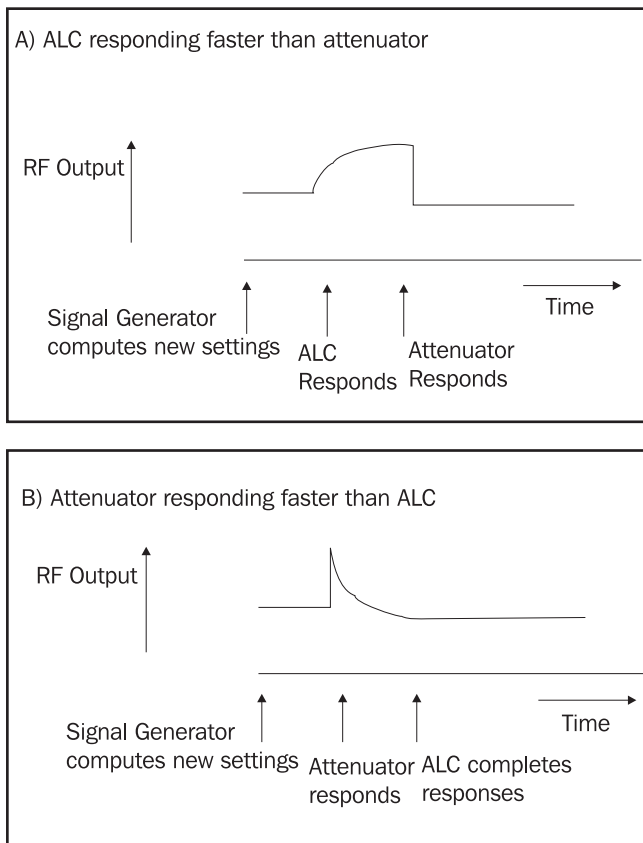 A) ALC responding faster than attenuator
RF Output
Time
Signal Generator
computes new settings
ALC
Responds
Attenuator
Responds
B) Attenuator responding faster than ALC
RF Output
Time
Signal Generator
computes new settings
Attenuator
responds
ALC completes
responses